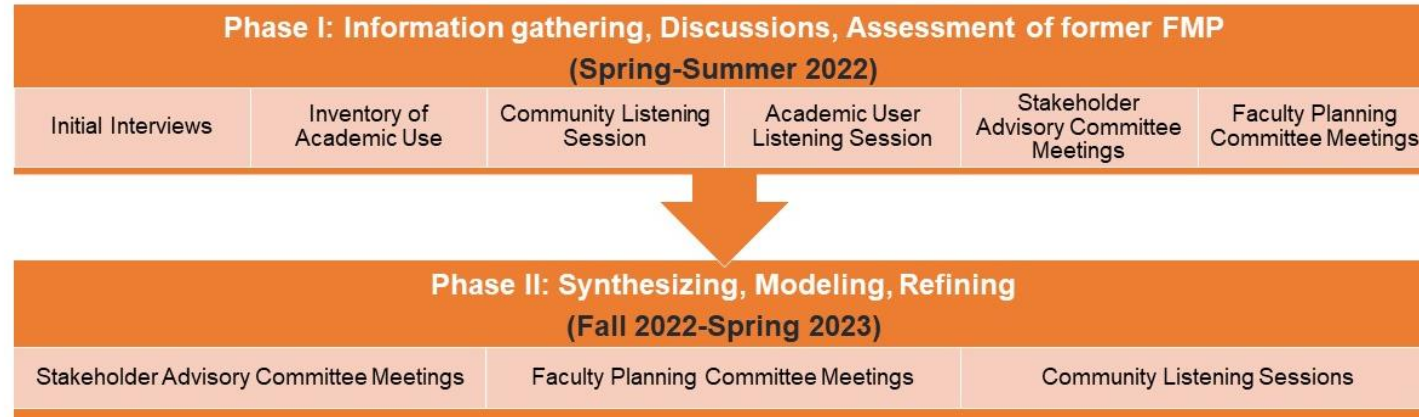 Phase I: Information gathering, Discussions, Assessment of former FMP
(Spring-Summer 2022)
Initial Interviews
Inventory of
Academic Use
Community Listening
Session
Academic User
Listening Session
Stakeholder
Advisory Committee
Meetings
Faculty Planning
Committee Meetings
Phase II: Synthesizing, Modeling, Refining
(Fall 2022-Spring 2023)
Stakeholder Advisory Committee Meetings
Faculty Planning Committee Meetings
Community Listening Sessions